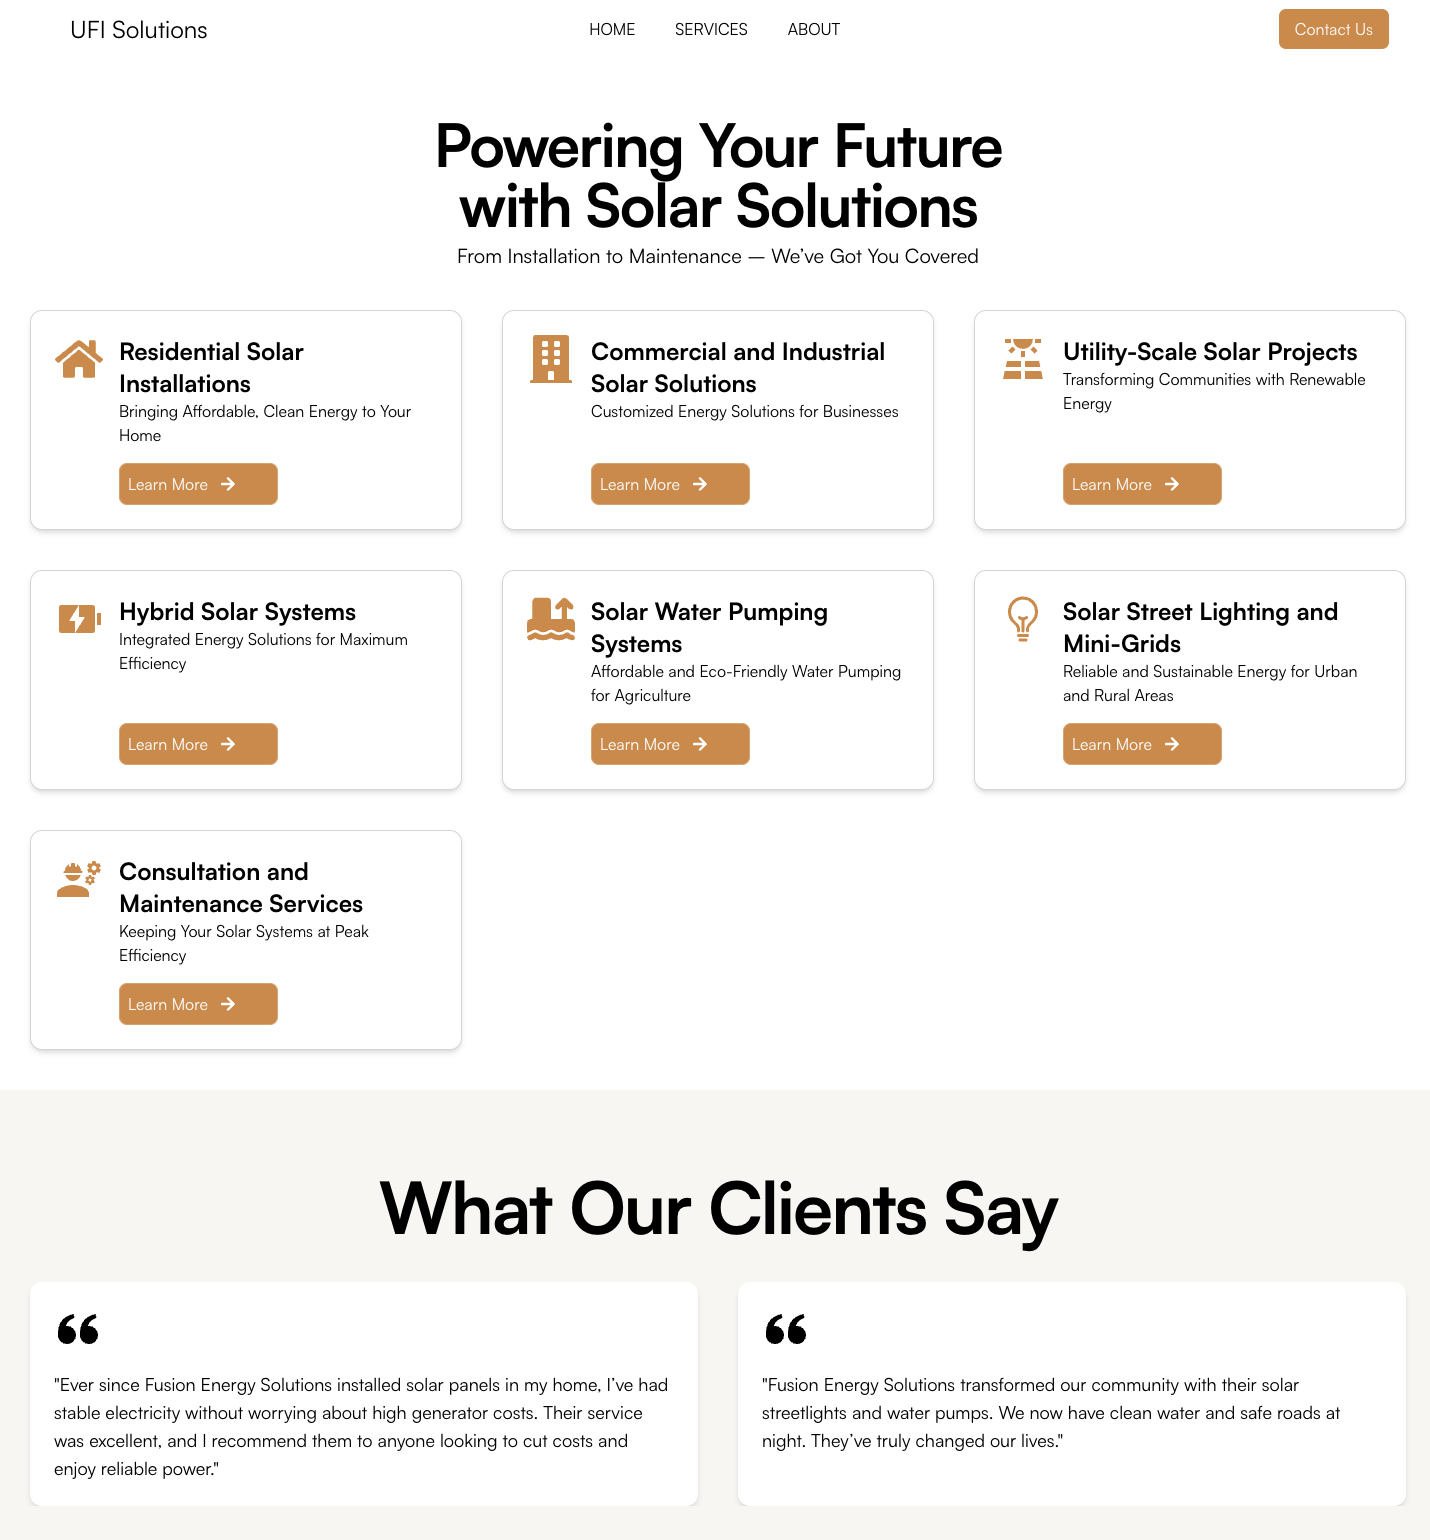 UFI Solutions
HOME
SERVICES
ABOUT
Contact Us
Powering Your Future
with Solar Solutions
From Installation to Maintenance — We’ve Got You Covered
Residential Solar
Installations
Bringing Affordable, Clean Energy to Your
Home
Learn More
Commercial and Industrial
Solar Solutions
Customized Energy Solutions for Businesses
Learn More
Utility-Scale Solar Projects
Transforming Communities with Renewable
Energy
Learn More
Hybrid Solar Systems
Integrated Energy Solutions for Maximum
Efficiency
Learn More
Solar Water Pumping
Systems
Affordable and Eco-Friendly Water Pumping
for Agriculture
Learn More
Solar Street Lighting and
Mini-Grids
Reliable and Sustainable Energy for Urban
and Rural Areas
Learn More
Consultation and
Maintenance Services
Keeping Your Solar Systems at Peak
Efficiency
Learn More
What Our Clients Say
"Ever since Fusion Energy Solutions installed solar panels in my home, I’ve had
stable electricity without worrying about high generator costs. Their service
was excellent, and I recommend them to anyone looking to cut costs and
enjoy reliable power."
"Fusion Energy Solutions transformed our community with their solar
streetlights and water pumps. We now have clean water and safe roads at
night. They’ve truly changed our lives."